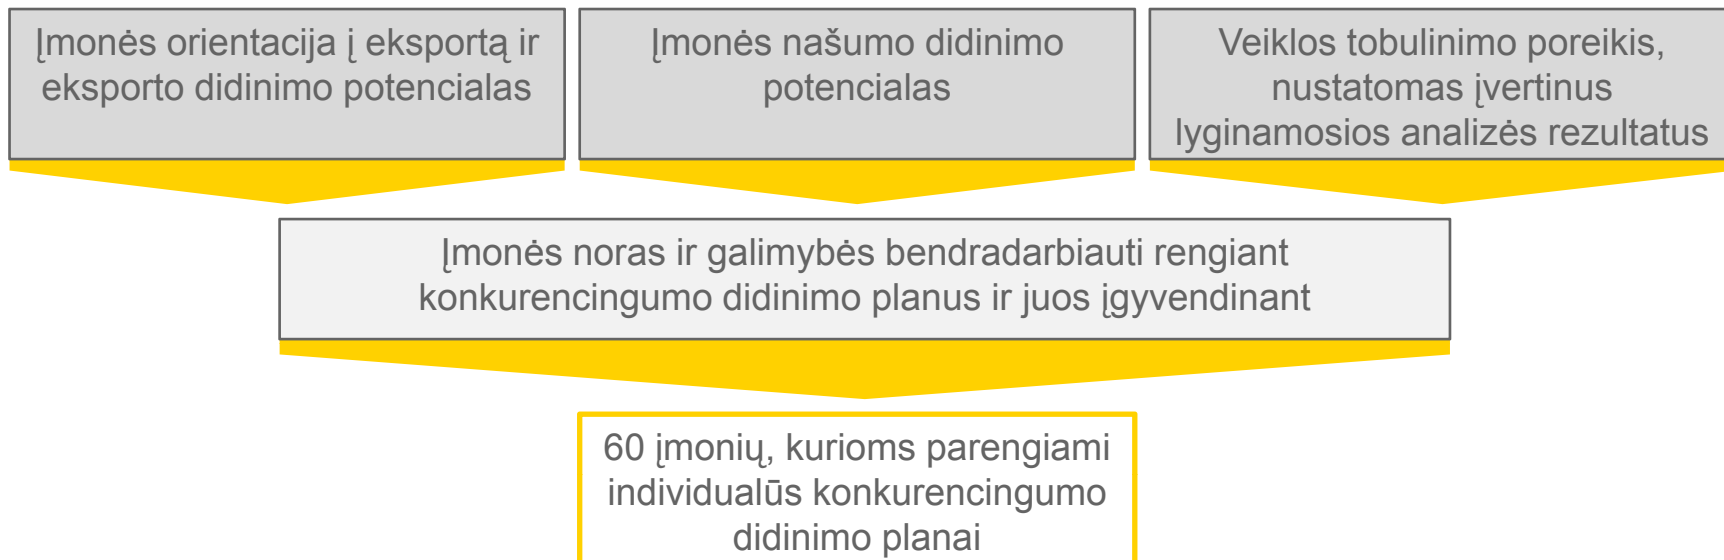 Įmonės orientacija į eksportą ir
eksporto didinimo potencialas
Įmonės našumo didinimo
potencialas
Veiklos tobulinimo poreikis,
nustatomas įvertinus
lyginamosios analizės rezultatus
Įmonės noras ir galimybės bendradarbiauti rengiant
konkurencingumo didinimo planus ir juos įgyvendinant
60 įmonių, kurioms parengiami
individualūs konkurencingumo
didinimo planai